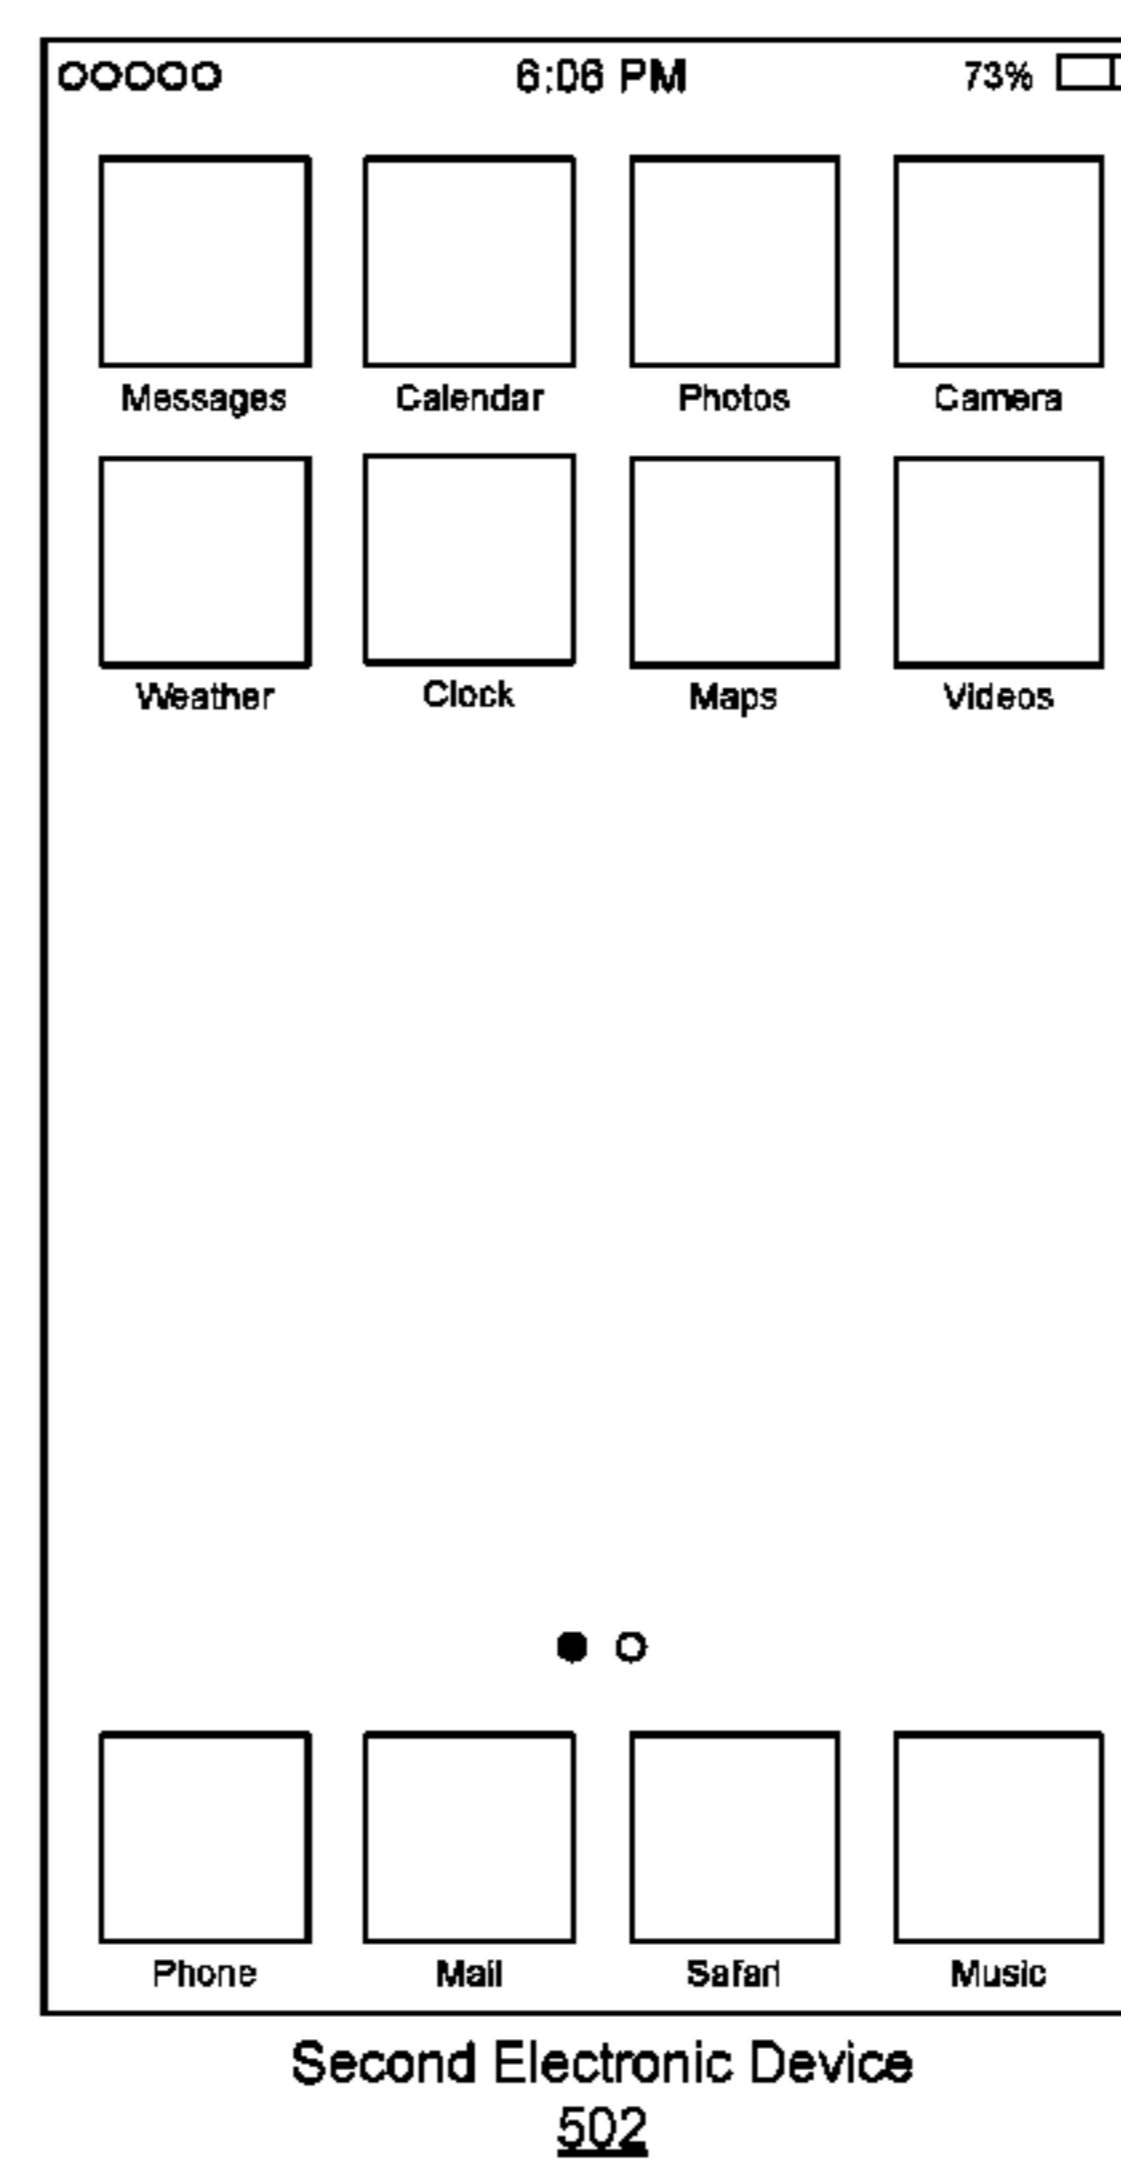 6:06 PM 73%
Messages Calendar Photos Camera
Weather Clock Maps Videos
Phone Mail Safari Music
Second Electronic Device
502